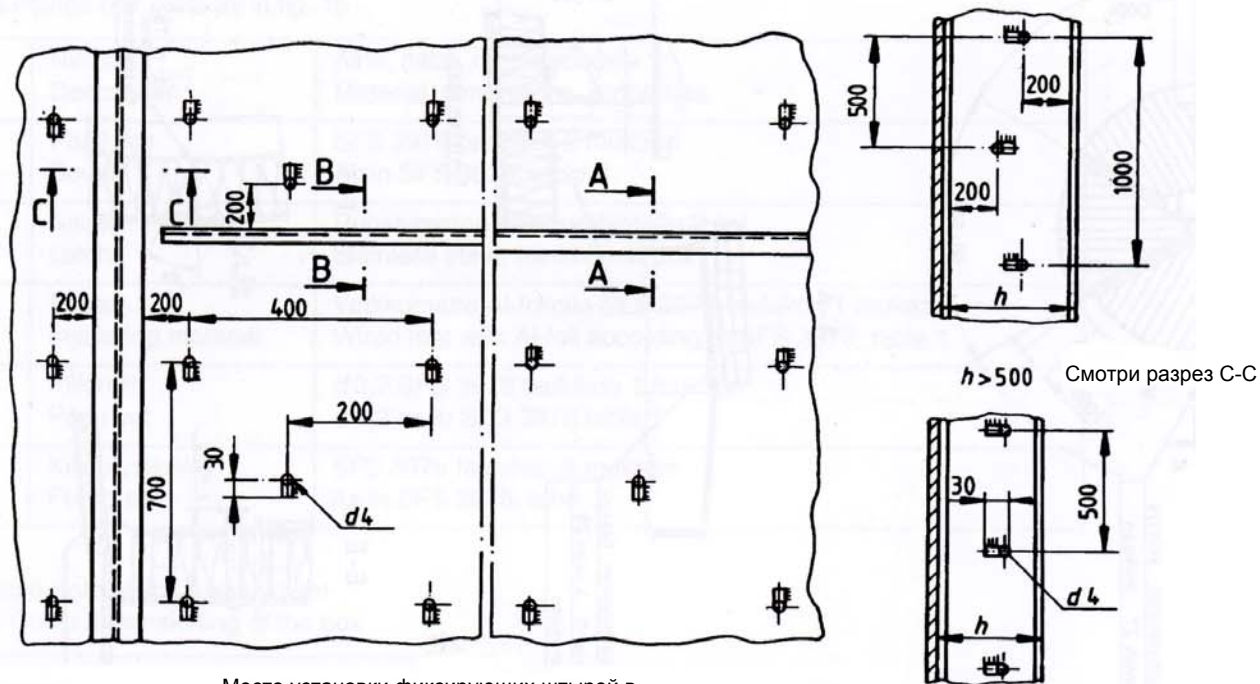 B
A
C
C
200
B
A
200
200
400
200
30
700
d4
500
200
200
1000
h
h>500
Смотри разрез С-С
30
500
d4
h
Место установки фиксирующих штырей в